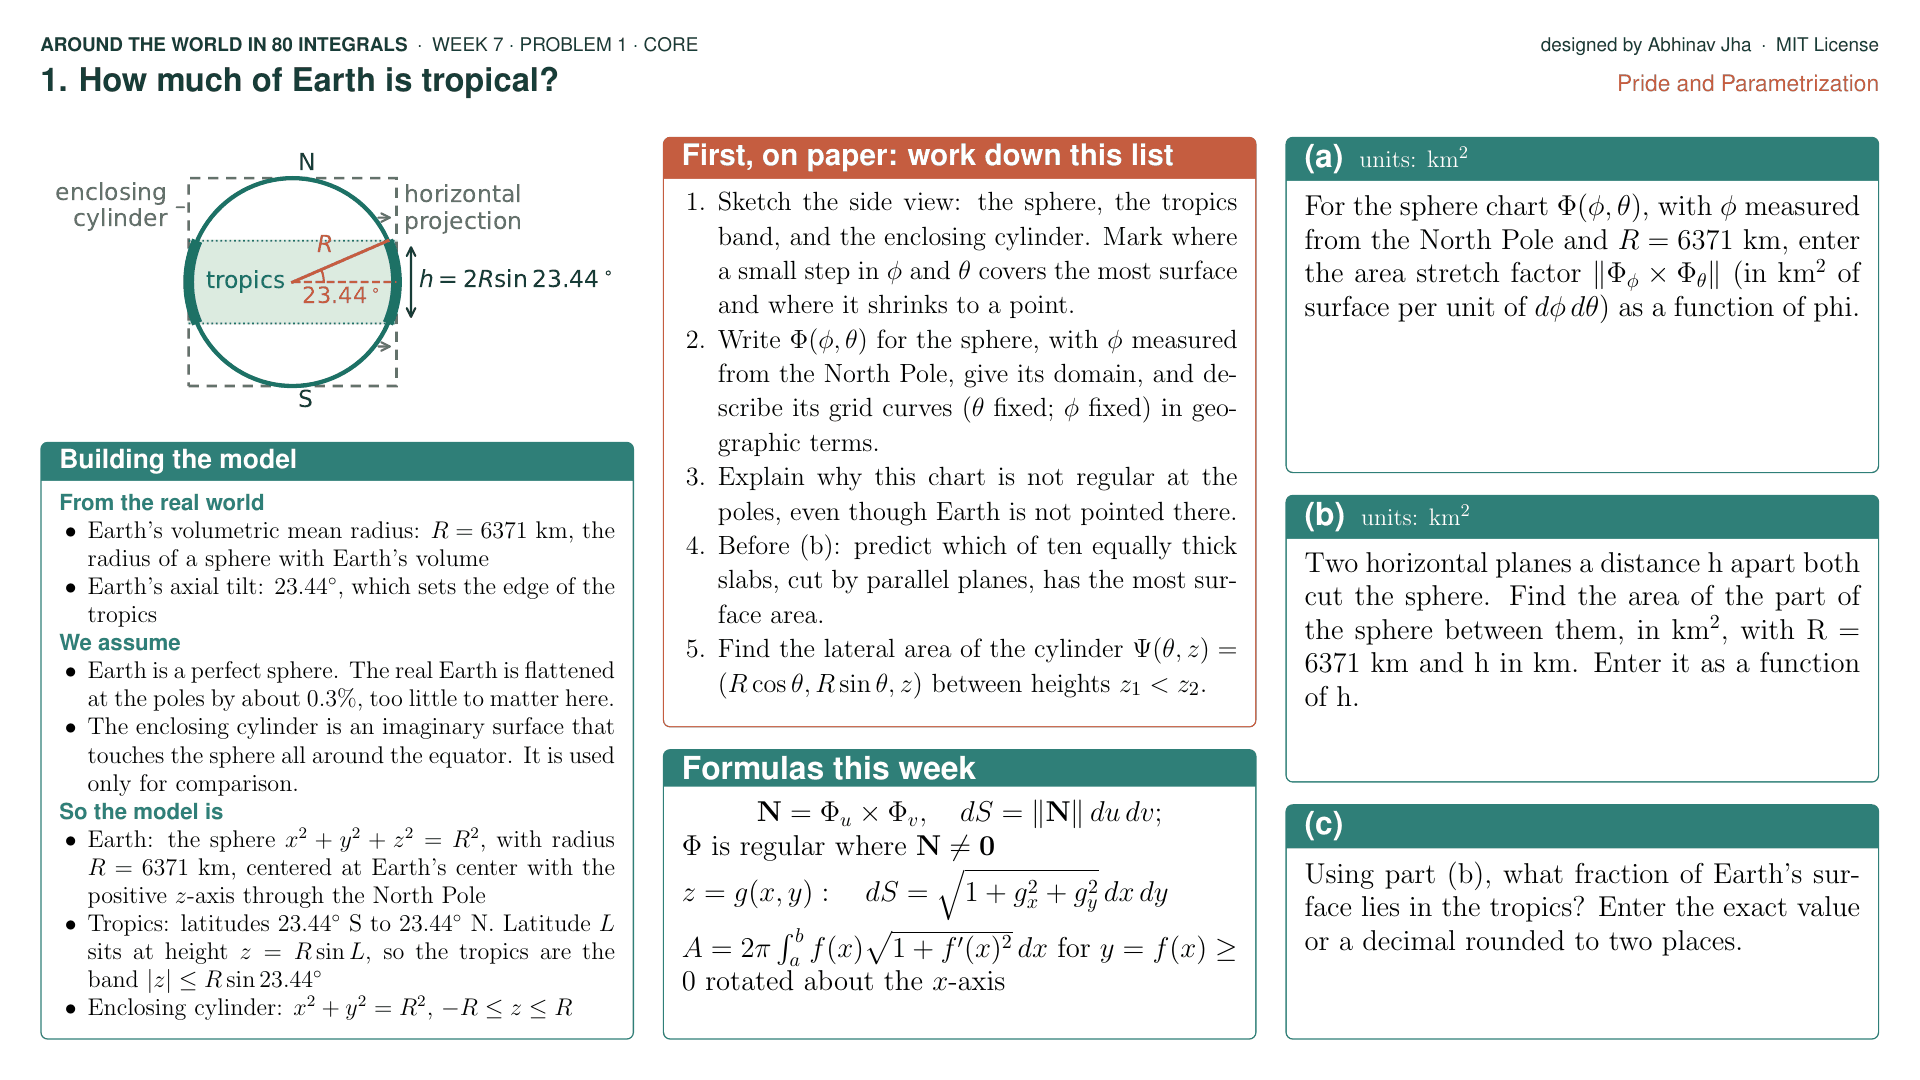 AROUND THE WORLD IN 80 INTEGRALS · WEEK 7 · PROBLEM 1 · CORE
designed by Abhinav Jha · MIT License
1. How much of Earth is tropical?
Pride and Parametrization
N
enclosing
cylinder
horizontal
projection
R
tropics
23.44°
h = 2R sin 23.44°
S
Building the model
From the real world
• Earth's volumetric mean radius: R = 6371 km, the
radius of a sphere with Earth's volume
• Earth's axial tilt: 23.44°, which sets the edge of the
tropics
We assume
• Earth is a perfect sphere. The real Earth is flattened
at the poles by about 0.3%, too little to matter here.
• The enclosing cylinder is an imaginary surface that
touches the sphere all around the equator. It is used
only for comparison.
So the model is
• Earth: the sphere x² + y² + z² = R², with radius
R = 6371 km, centered at Earth's center with the
positive z-axis through the North Pole
• Tropics: latitudes 23.44° S to 23.44° N. Latitude L
sits at height z = R sin L, so the tropics are the
band |z| ≤ R sin 23.44°
• Enclosing cylinder: x² + y² = R², −R ≤ z ≤ R
First, on paper: work down this list
1. Sketch the side view: the sphere, the tropics
band, and the enclosing cylinder. Mark where
a small step in ϕ and θ covers the most surface
and where it shrinks to a point.
2. Write Φ(ϕ, θ) for the sphere, with ϕ measured
from the North Pole, give its domain, and de-
scribe its grid curves (θ fixed; ϕ fixed) in geo-
graphic terms.
3. Explain why this chart is not regular at the
poles, even though Earth is not pointed there.
4. Before (b): predict which of ten equally thick
slabs, cut by parallel planes, has the most sur-
face area.
5. Find the lateral area of the cylinder Ψ(θ, z) =
(R cos θ, R sin θ, z) between heights z₁ < z₂.
Formulas this week
N = Φᵤ × Φᵥ, dS = ‖N‖ du dv;
Φ is regular where N ≠ 0
z = g(x, y) : dS = √(1 + g_x² + g_y²) dx dy
A = 2π ∫_a^b f(x)√(1 + f′(x)²) dx for y = f(x) ≥
0 rotated about the x-axis
(a) units: km²
For the sphere chart Φ(ϕ, θ), with ϕ measured
from the North Pole and R = 6371 km, enter
the area stretch factor ‖Φ_ϕ × Φ_θ‖ (in km² of
surface per unit of dϕ dθ) as a function of phi.
(b) units: km²
Two horizontal planes a distance h apart both
cut the sphere. Find the area of the part of
the sphere between them, in km², with R =
6371 km and h in km. Enter it as a function
of h.
(c)
Using part (b), what fraction of Earth's sur-
face lies in the tropics? Enter the exact value
or a decimal rounded to two places.